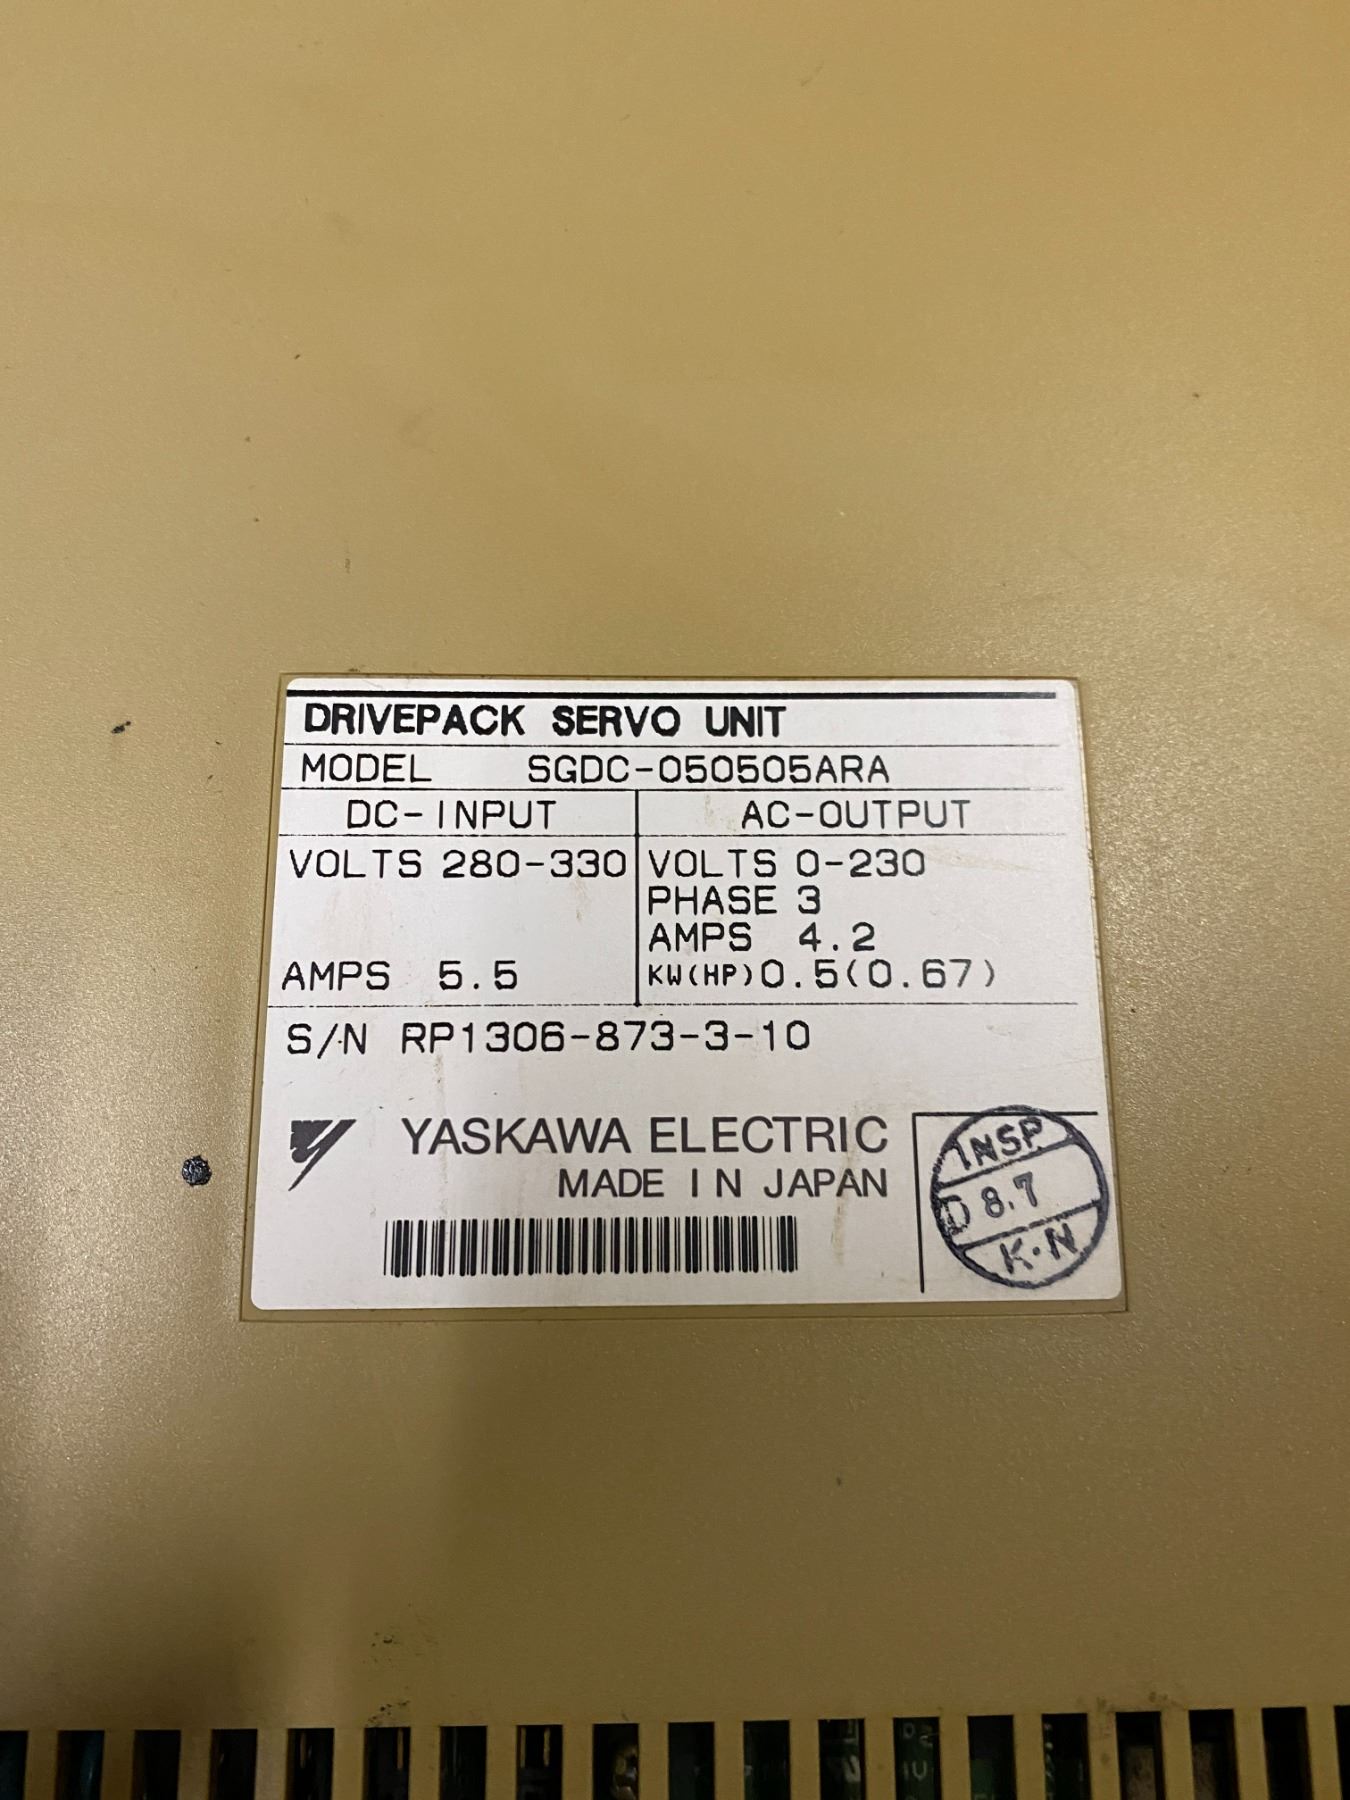 DRIVEPACK SERVO UNIT
MODEL SGDC-050505ARA
DC-INPUT AC-OUTPUT
VOLTS 280-330 VOLTS 0-230
PHASE 3
AMPS 4.2
AMPS 5.5 KW(HP)0.5(0.67)
S/N RP1306-873-3-10
YASKAWA ELECTRIC
MADE IN JAPAN
INSP
D 8.7
K·N